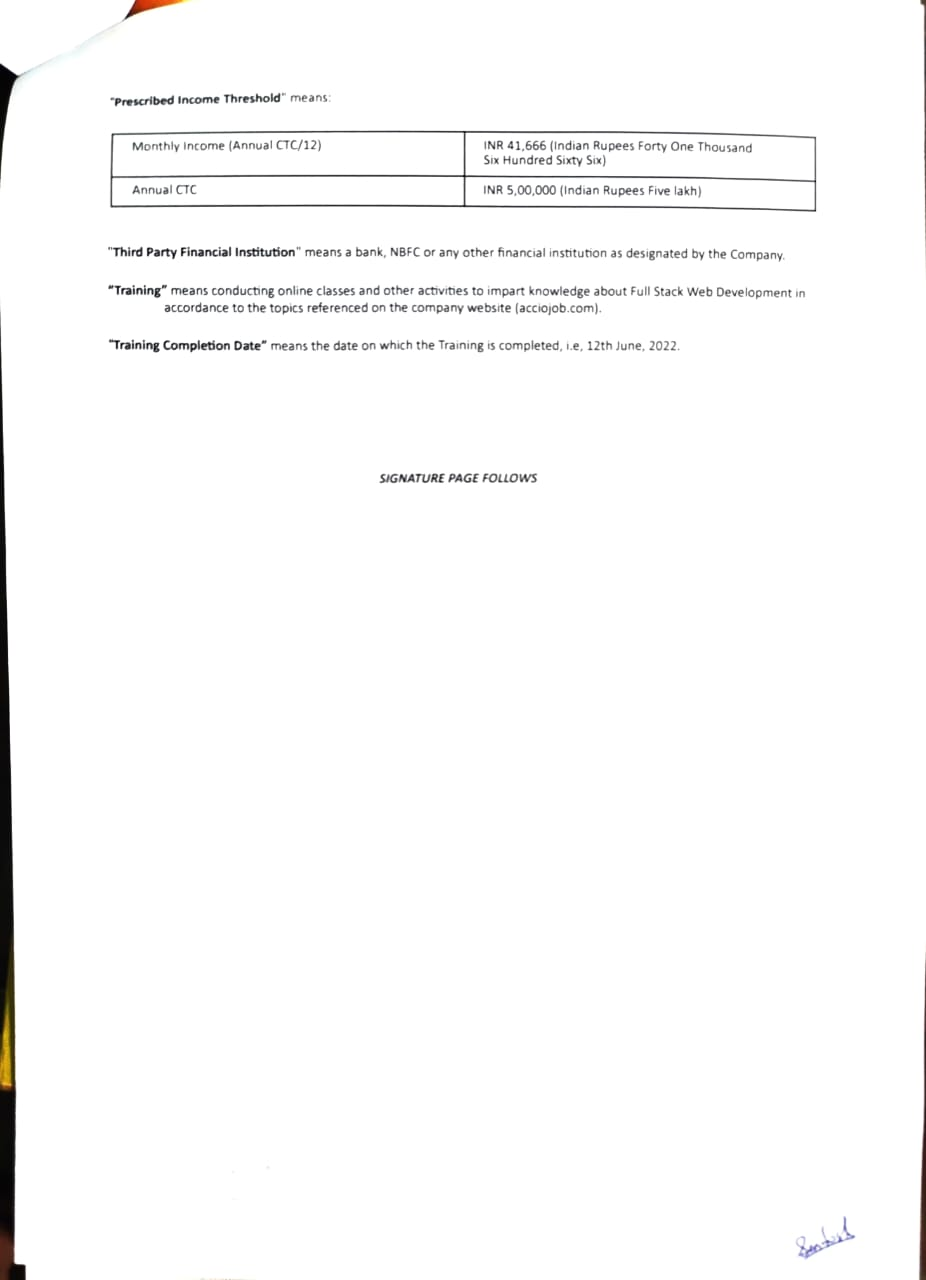 "Prescribed Income Threshold" means:
Monthly Income (Annual CTC/12)
INR 41,666 (Indian Rupees Forty One Thousand
Six Hundred Sixty Six)
Annual CTC
INR 5,00,000 (Indian Rupees Five lakh)
"Third Party Financial Institution" means a bank, NBFC or any other financial institution as designated by the Company.
"Training" means conducting online classes and other activities to impart knowledge about Full Stack Web Development in
accordance to the topics referenced on the company website (acciojob.com).
"Training Completion Date" means the date on which the Training is completed, i.e, 12th June, 2022.
SIGNATURE PAGE FOLLOWS